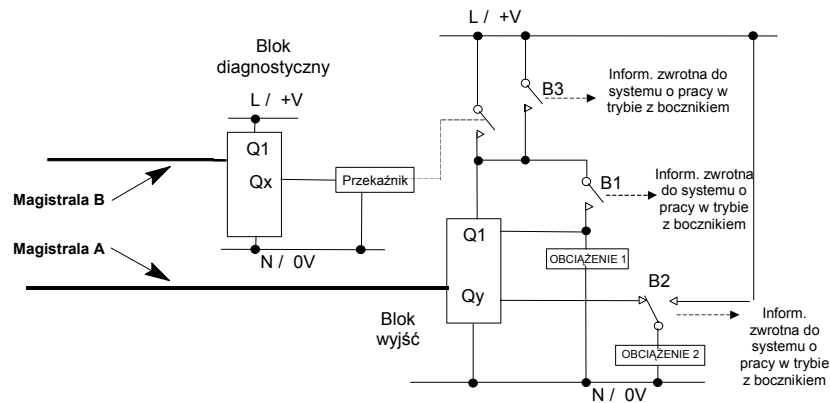 L / +V
Blok
diagnostyczny
L / +V
Q1
Qx
Przekaźnik
N / 0V
Magistrala B
Magistrala A
B3
Inform. zwrotna do
systemu o pracy w
trybie z bocznikiem
B1
Inform. zwrotna
do systemu o
pracy w trybie
z bocznikiem
Q1
Qy
OBCIĄŻENIE 1
B2
Blok
wyjść
OBCIĄŻENIE 2
N / 0V
Inform.
zwrotna do
systemu o
pracy w trybie
z bocznikiem